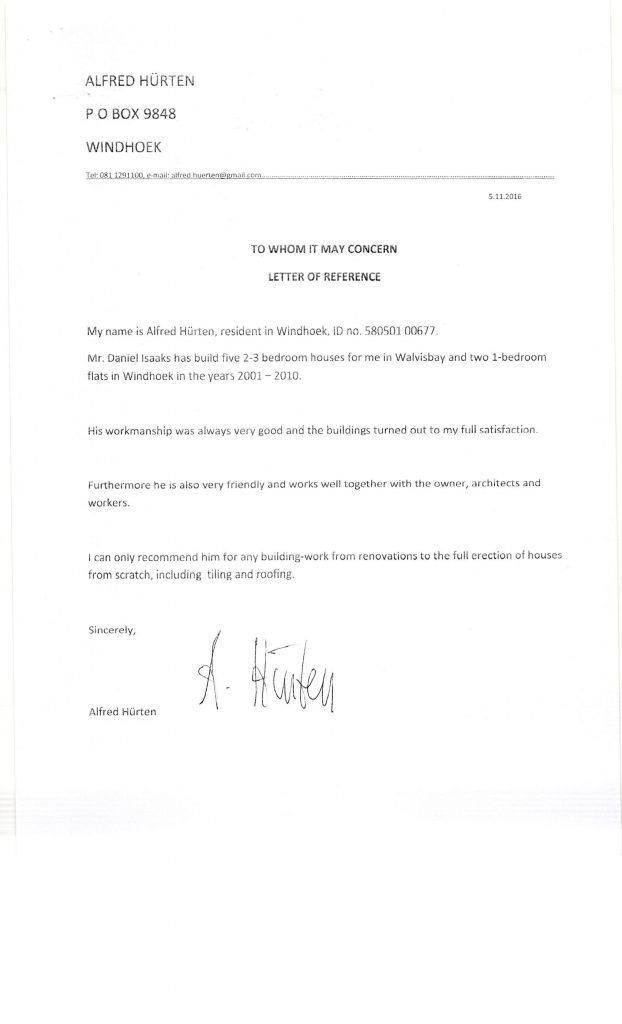 ALFRED HÜRTEN
P O BOX 9848
WINDHOEK
Tel: 081 1291100, e-mail: alfred.huerten@gmail.com
5.11.2016
TO WHOM IT MAY CONCERN
LETTER OF REFERENCE
My name is Alfred Hürten, resident in Windhoek, ID no. 580501 00677.
Mr. Daniel Isaaks has build five 2-3 bedroom houses for me in Walvisbay and two 1-bedroom
flats in Windhoek in the years 2001 – 2010.
His workmanship was always very good and the buildings turned out to my full satisfaction.
Furthermore he is also very friendly and works well together with the owner, architects and
workers.
I can only recommend him for any building-work from renovations to the full erection of houses
from scratch, including tiling and roofing.
Sincerely,
A. Hürten
Alfred Hürten